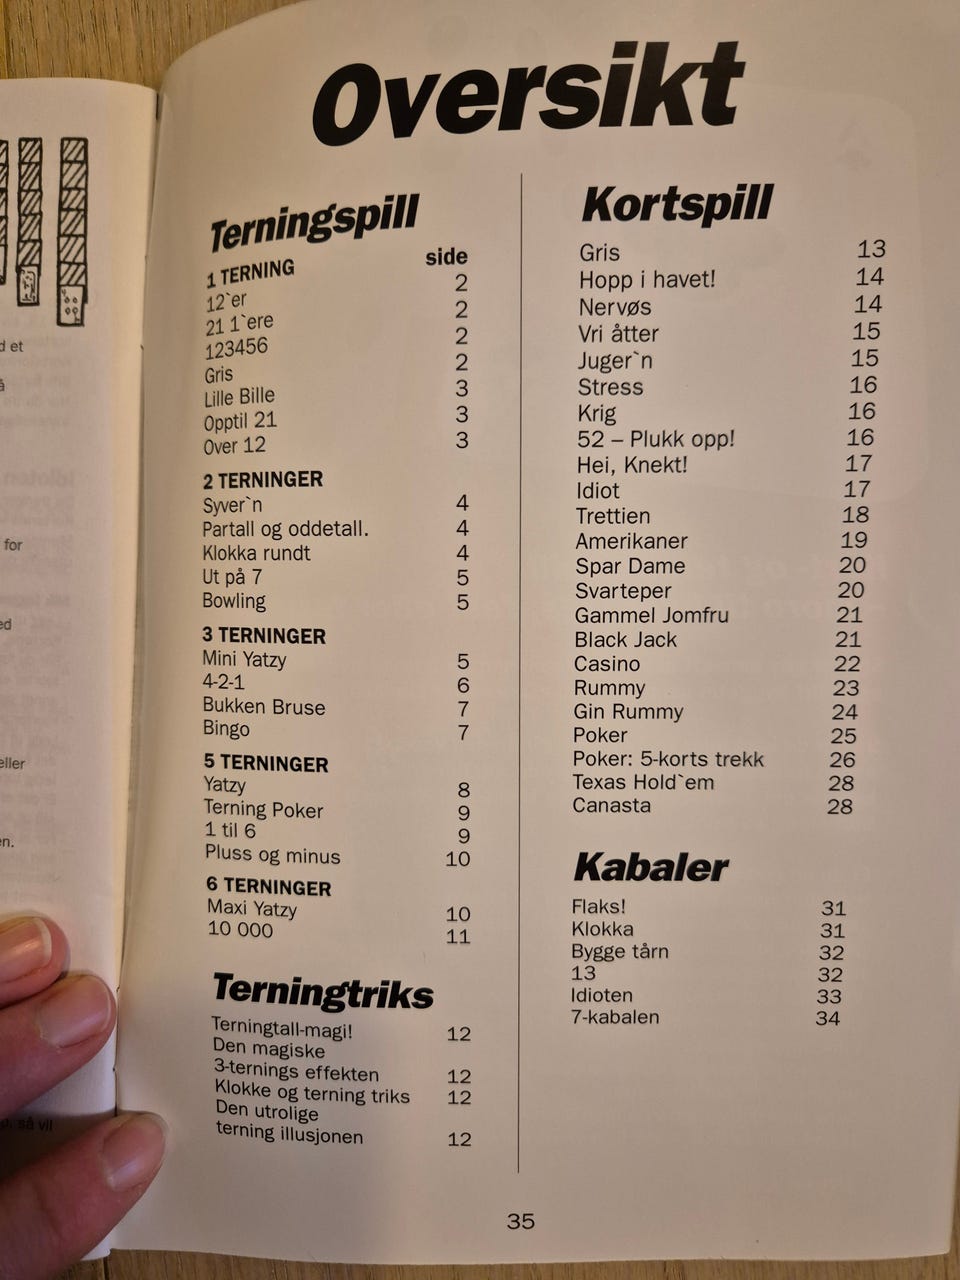 d et
å
for
ed
eller
en.
så vil
Oversikt
Terningspill
side
1 TERNING 2
12`er 2
21 1`ere 2
123456 2
Gris 3
Lille Bille 3
Opptil 21 3
Over 12
2 TERNINGER
Syver`n 4
Partall og oddetall. 4
Klokka rundt 4
Ut på 7 5
Bowling 5
3 TERNINGER
Mini Yatzy 5
4-2-1 6
Bukken Bruse 7
Bingo 7
5 TERNINGER
Yatzy 8
Terning Poker 9
1 til 6 9
Pluss og minus 10
6 TERNINGER
Maxi Yatzy 10
10 000 11
Terningtriks
Terningtall-magi! 12
Den magiske
3-ternings effekten 12
Klokke og terning triks 12
Den utrolige
terning illusjonen 12
Kortspill
Gris 13
Hopp i havet! 14
Nervøs 14
Vri åtter 15
Juger`n 15
Stress 16
Krig 16
52 – Plukk opp! 16
Hei, Knekt! 17
Idiot 17
Trettien 18
Amerikaner 19
Spar Dame 20
Svarteper 20
Gammel Jomfru 21
Black Jack 21
Casino 22
Rummy 23
Gin Rummy 24
Poker 25
Poker: 5-korts trekk 26
Texas Hold`em 28
Canasta 28
Kabaler
Flaks! 31
Klokka 31
Bygge tårn 32
13 32
Idioten 33
7-kabalen 34
35